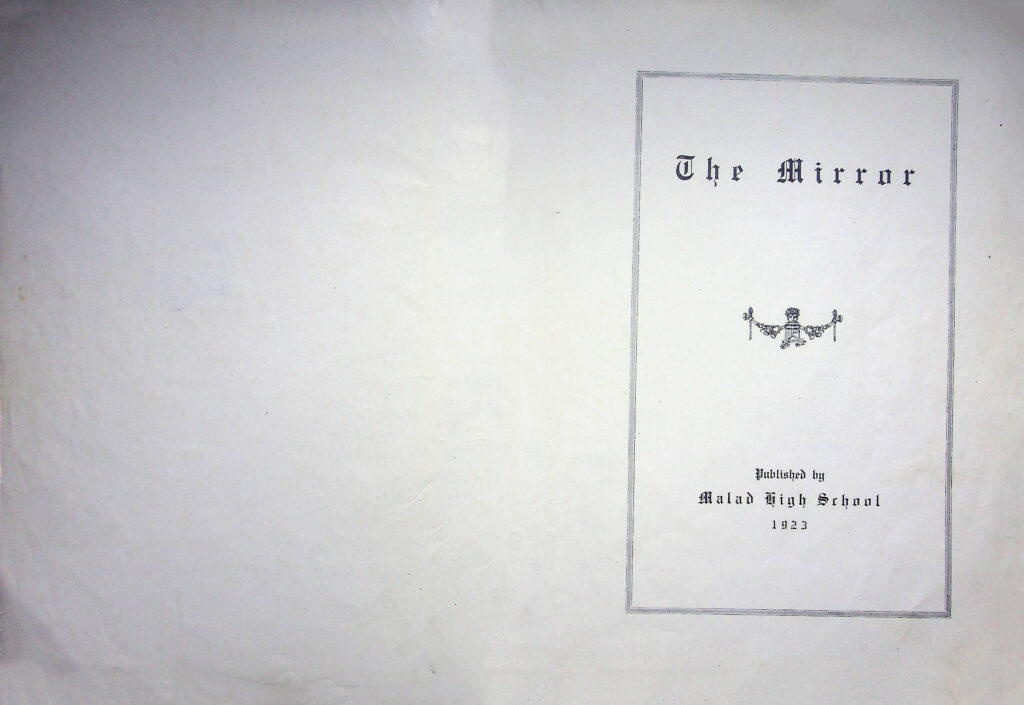 The Mirror
Published by
Malad High School
1923